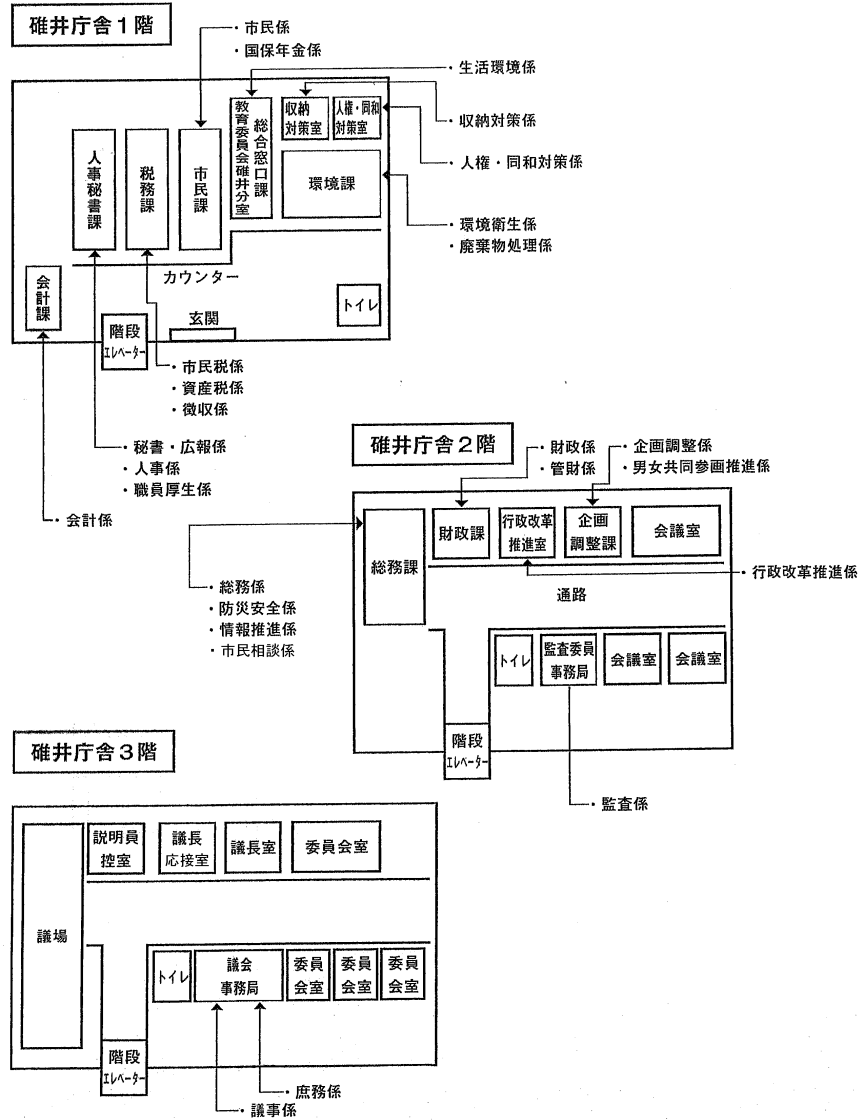 碓井庁舎1階
・市民係
・国保年金係
・生活環境係
・収納対策係
・人権・同和対策係
・環境衛生係
・廃棄物処理係
人事秘書課
税務課
市民課
総合窓口課
教育委員会碓井分室
収納
対策室
人権・同和
対策室
環境課
カウンター
会計課
階段
エレベーター
玄関
トイレ
・市民税係
・資産税係
・徴収係
・秘書・広報係
・人事係
・職員厚生係
・会計係
碓井庁舎2階
・財政係
・管財係
・企画調整係
・男女共同参画推進係
総務課
財政課
行政改革
推進室
企画
調整課
会議室
・行政改革推進係
通路
・総務係
・防災安全係
・情報推進係
・市民相談係
トイレ
監査委員
事務局
会議室
会議室
階段
エレベーター
・監査係
碓井庁舎3階
議場
説明員
控室
議長
応接室
議長室
委員会室
トイレ
議会
事務局
委員
会室
委員
会室
委員
会室
階段
エレベーター
・庶務係
・議事係